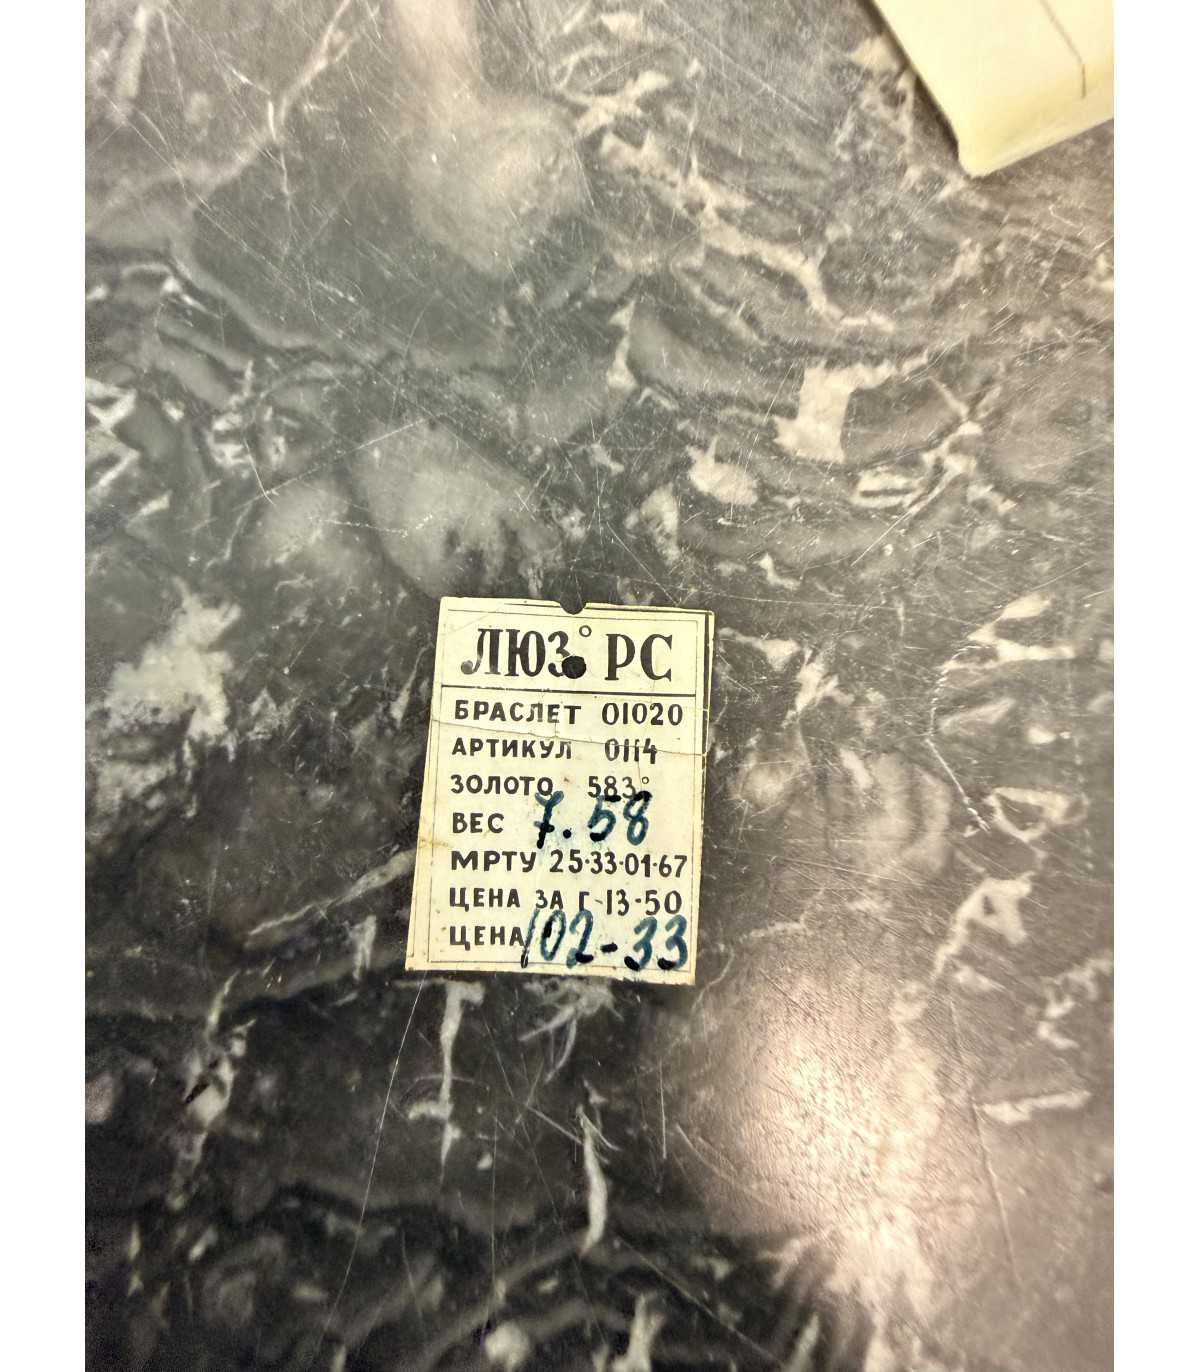 ЛЮЗ° РС
БРАСЛЕТ 01020
АРТИКУЛ 0114
ЗОЛОТО 583°
ВЕС 7.58
МРТУ 25·33·01·67
ЦЕНА ЗА Г-13-50
ЦЕНА 102-33